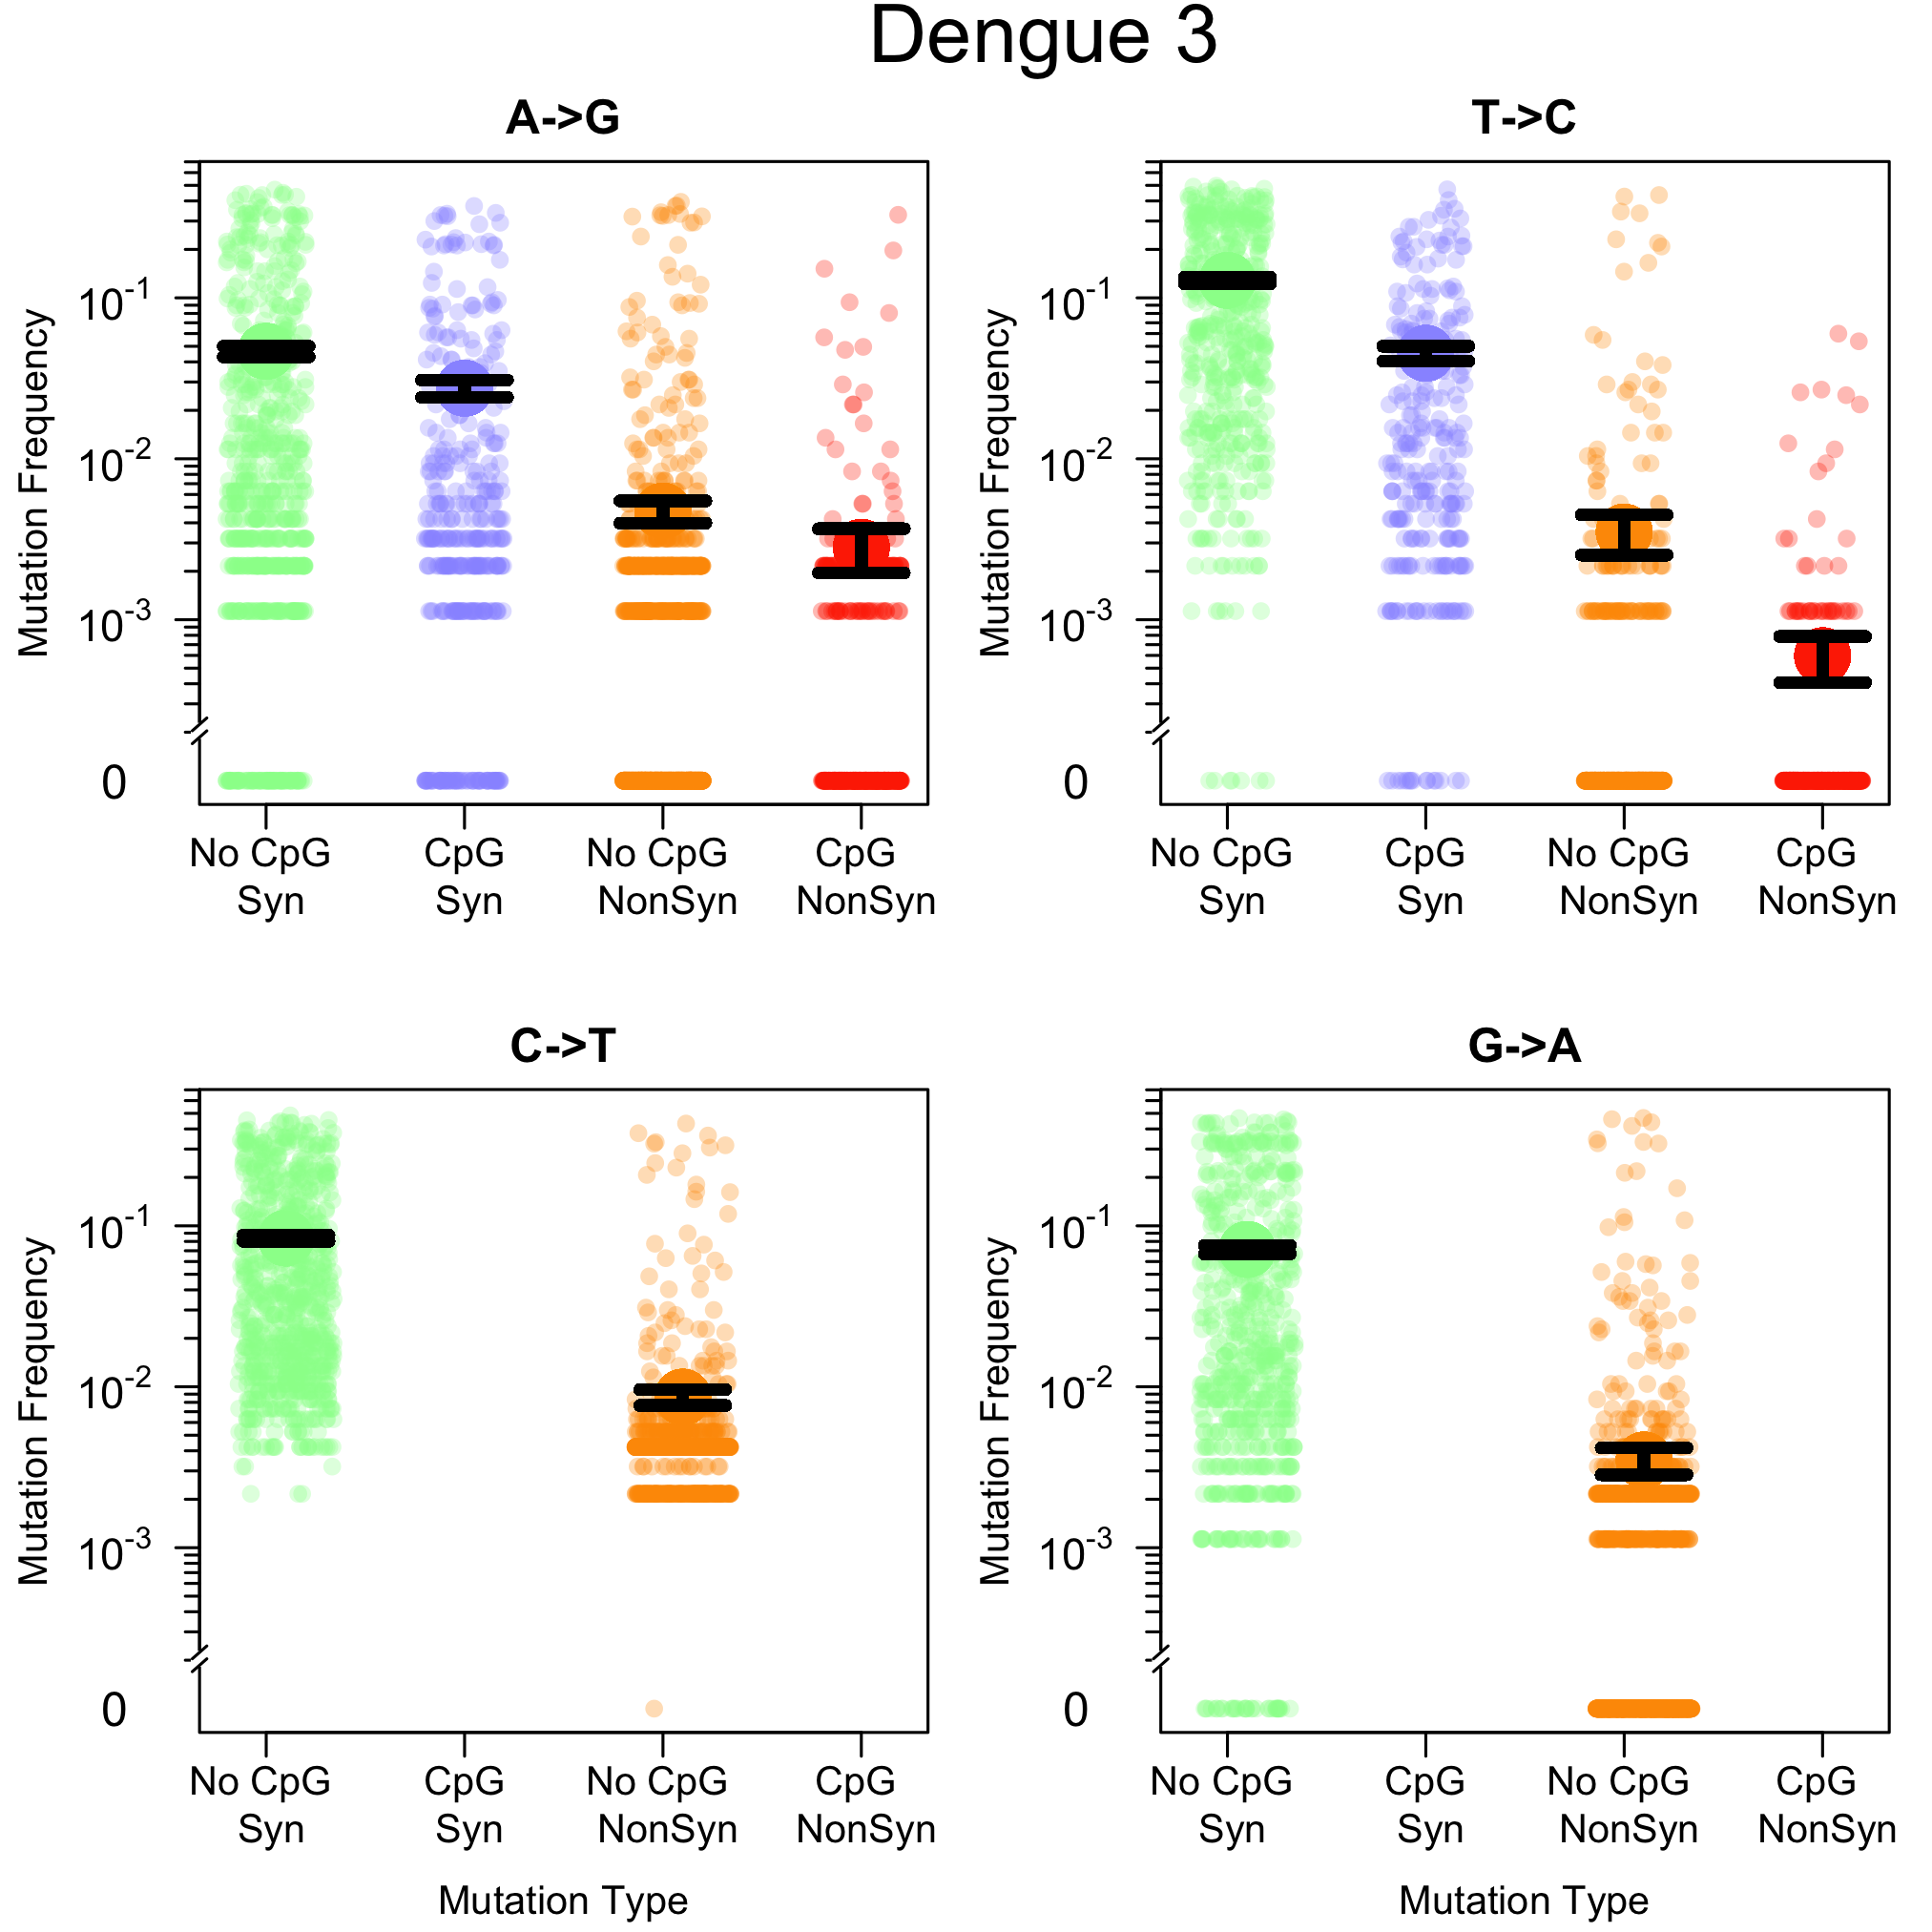 Dengue 3
A->G
Mutation Frequency
10-1
10-2
10-3
0
No CpG Syn
CpG Syn
No CpG NonSyn
CpG NonSyn
T->C
Mutation Frequency
10-1
10-2
10-3
0
No CpG Syn
CpG Syn
No CpG NonSyn
CpG NonSyn
C->T
Mutation Frequency
10-1
10-2
10-3
0
No CpG Syn
CpG Syn
No CpG NonSyn
CpG NonSyn
Mutation Type
G->A
Mutation Frequency
10-1
10-2
10-3
0
No CpG Syn
CpG Syn
No CpG NonSyn
CpG NonSyn
Mutation Type